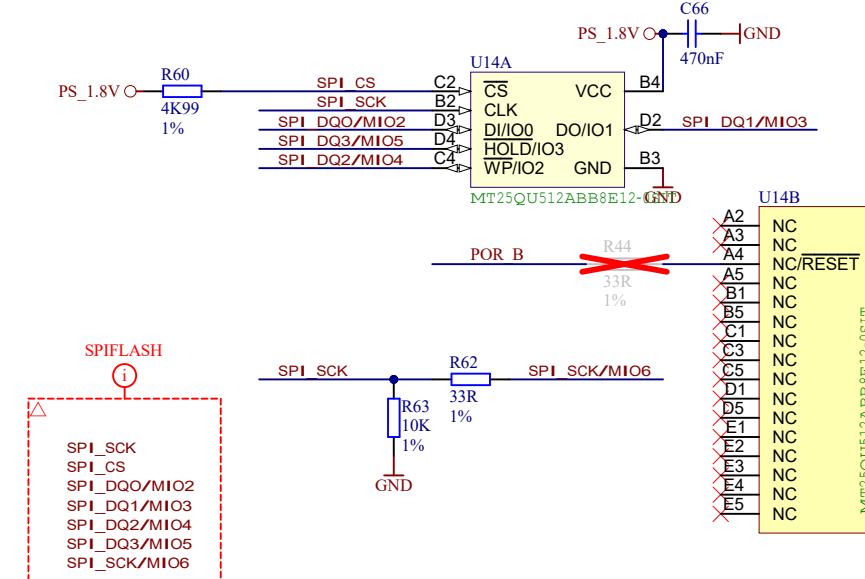 C66
PS_1.8V
GND
470nF
U14A
R60
PS_1.8V
4K99
1%
SPI_CS
SPI_SCK
SPI_DQ0/MIO2
SPI_DQ3/MIO5
SPI_DQ2/MIO4
C2
B2
D3
D4
C4
CS
CLK
DI/IO0
HOLD/IO3
WP/IO2
VCC
DO/IO1
GND
B4
D2
B3
SPI_DQ1/MIO3
GND
MT25QU512ABB8E12-0SIT
U14B
POR_B
R44
33R
1%
A2 NC
A3 NC
A4 NC/RESET
A5 NC
B1 NC
B5 NC
C1 NC
C3 NC
C5 NC
D1 NC
D5 NC
E1 NC
E2 NC
E3 NC
E4 NC
E5 NC
MT25QU512ABB8E12-0SIT
SPI_SCK
R62
33R
1%
SPI_SCK/MIO6
R63
10K
1%
GND
SPIFLASH
i
SPI_SCK
SPI_CS
SPI_DQ0/MIO2
SPI_DQ1/MIO3
SPI_DQ2/MIO4
SPI_DQ3/MIO5
SPI_SCK/MIO6